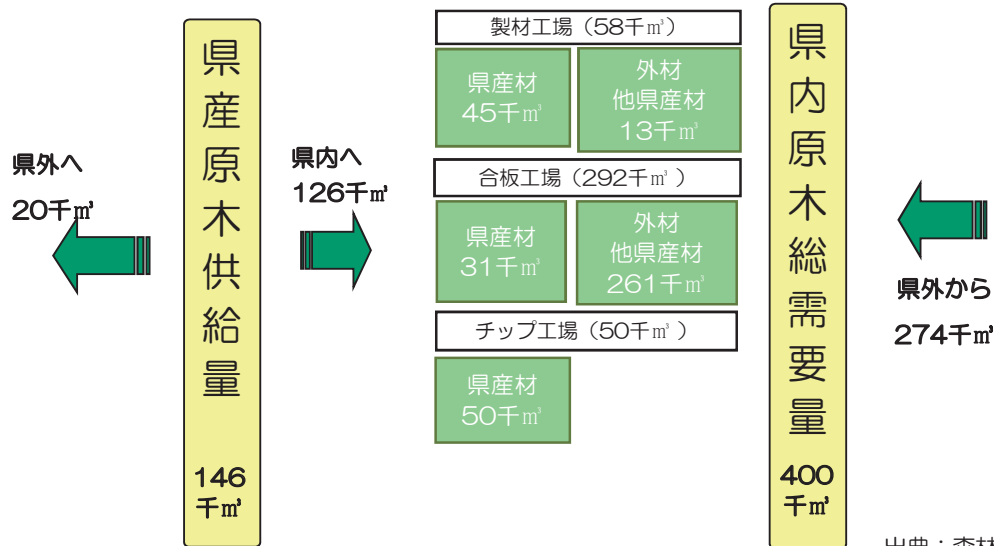 県外へ
20千㎥
県産原木供給量
146
千㎥
県内へ
126千㎥
製材工場（58千㎥）
県産材
45千㎥
外材
他県産材
13千㎥
合板工場（292千㎥）
県産材
31千㎥
外材
他県産材
261千㎥
チップ工場（50千㎥）
県産材
50千㎥
県内原木総需要量
400
千㎥
県外から
274千㎥
出典：森林